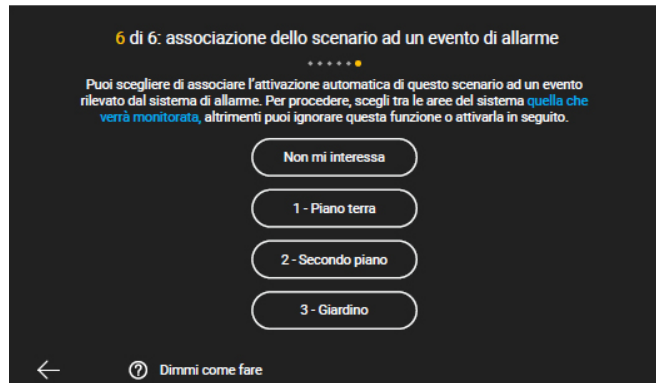 6 di 6: associazione dello scenario ad un evento di allarme
Puoi scegliere di associare l'attivazione automatica di questo scenario ad un evento
rilevato dal sistema di allarme. Per procedere, scegli tra le aree del sistema quella che
verrà monitorata, altrimenti puoi ignorare questa funzione o attivarla in seguito.
Non mi interessa
1 - Piano terra
2 - Secondo piano
3 - Giardino
Dimmi come fare